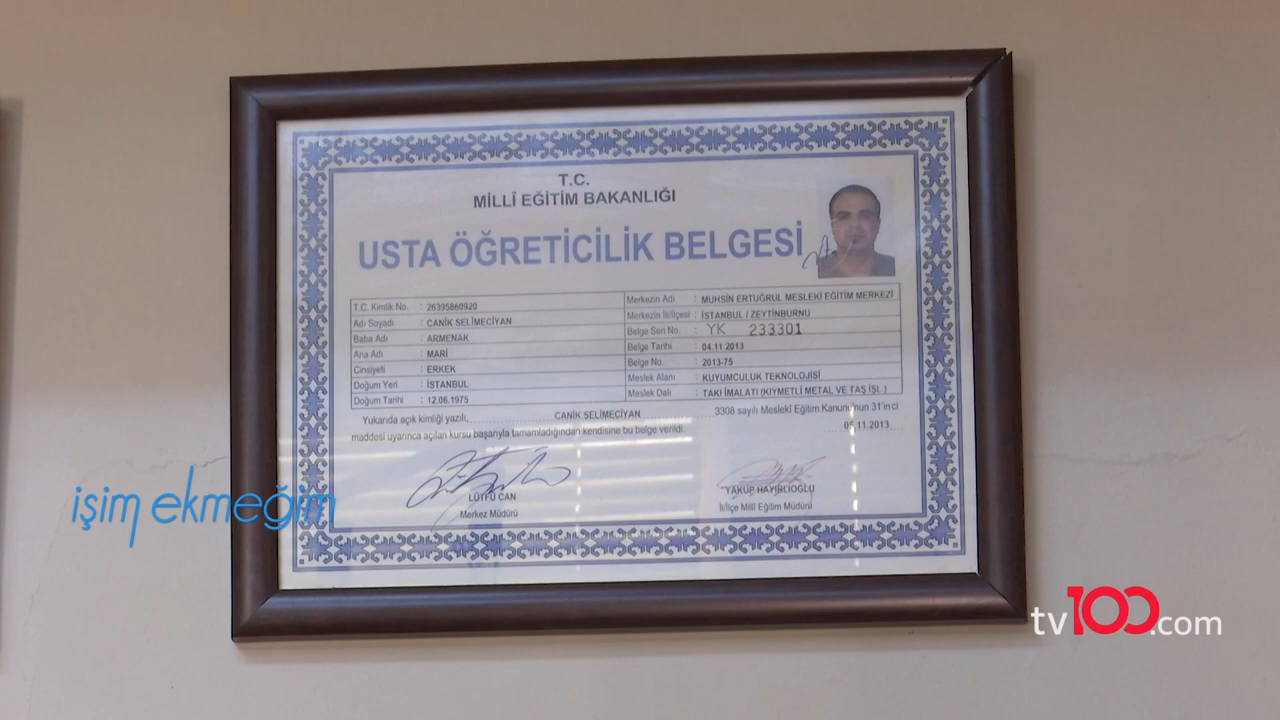 T.C.
MİLLÎ EĞİTİM BAKANLIĞI
USTA ÖĞRETİCİLİK BELGESİ
T.C. Kimlik No. : 26395860920
Adı Soyadı : CANİK SELİMECİYAN
Baba Adı : ARMENAK
Ana Adı : MARİ
Cinsiyeti : ERKEK
Doğum Yeri : İSTANBUL
Doğum Tarihi : 12.06.1975
Merkezin Adı : MUHSİN ERTUĞRUL MESLEKİ EĞİTİM MERKEZİ
Merkezin İli/İlçesi : İSTANBUL / ZEYTİNBURNU
Belge Seri No. : YK 233301
Belge Tarihi : 04.11.2013
Belge No. : 2013-75
Meslek Alanı : KUYUMCULUK TEKNOLOJİSİ
Meslek Dalı : TAKI İMALATI (KIYMETLİ METAL VE TAŞ İŞL.)
Yukarıda açık kimliği yazılı, CANİK SELİMECİYAN 3308 sayılı Meslekî Eğitim Kanunu'nun 31'inci
maddesi uyarınca açılan kursu başarıyla tamamladığından kendisine bu belge verildi. 05.11.2013
LÜTFÜ CAN
Merkez Müdürü
YAKUP HAYIRLIOĞLU
İl/İlçe Millî Eğitim Müdürü
işim ekmeğim
tv100.com